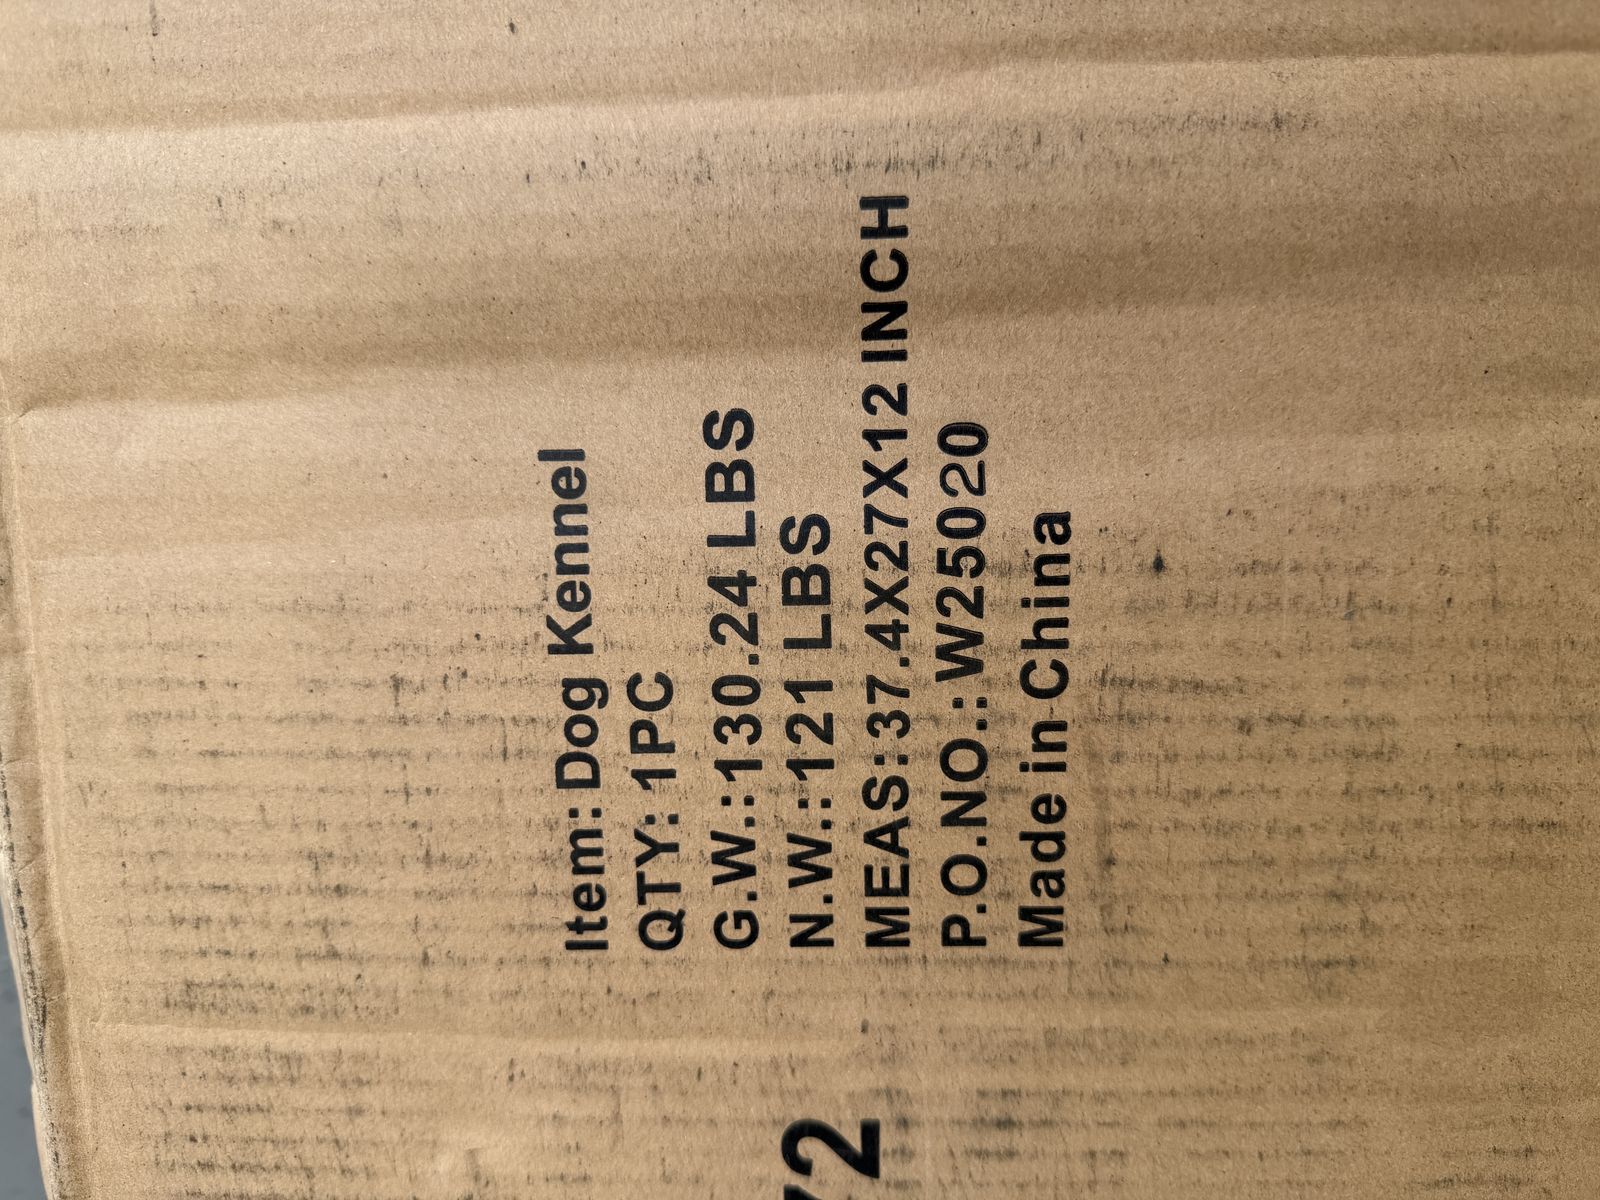 Item: Dog Kennel
QTY: 1PC
G.W.:130.24 LBS
N.W.:121 LBS
MEAS:37.4X27X12 INCH
P.O.NO.: W25020
Made in China